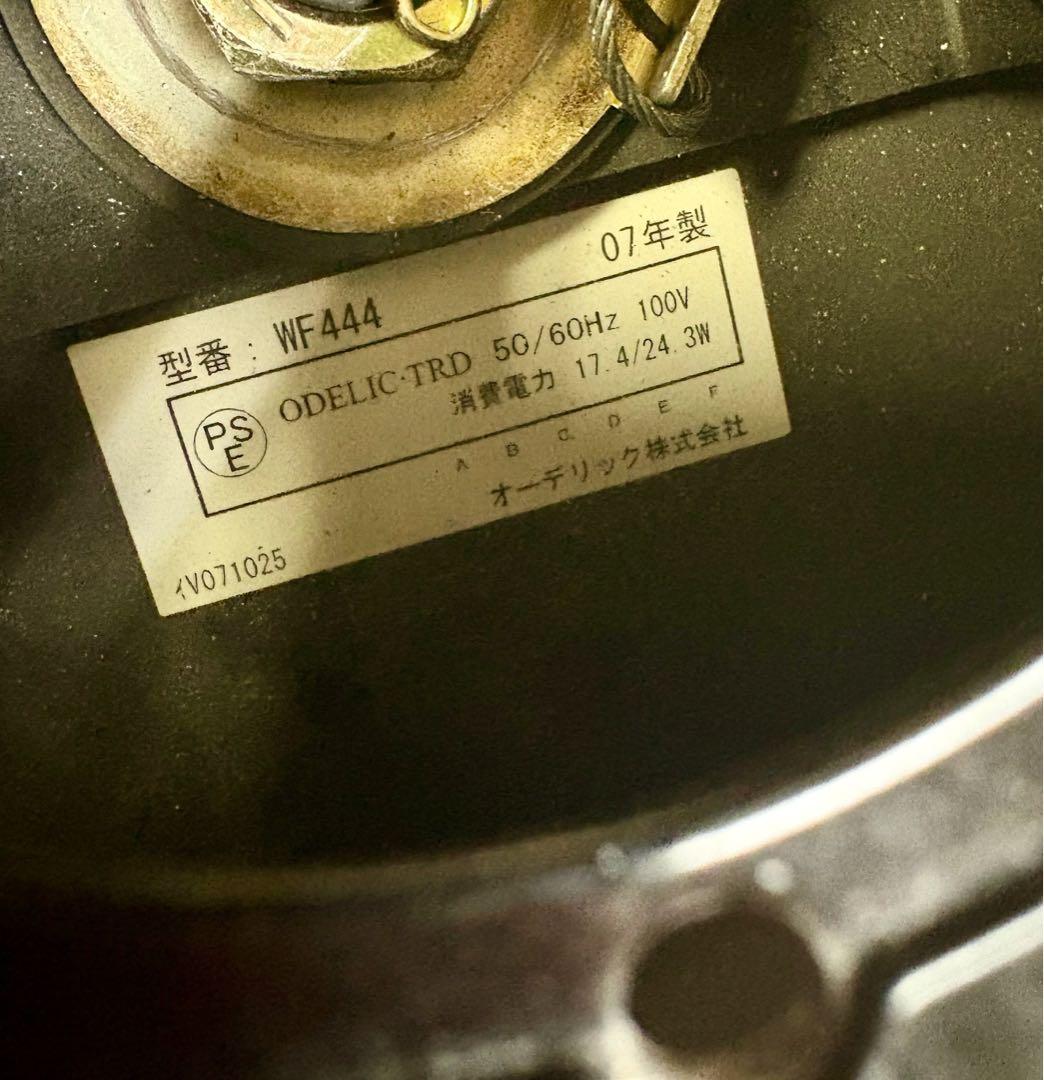 07年製
型番: WF444
PSE
ODELIC·TRD 50/60Hz 100V
消費電力 17.4/24.3W
A B C D E F
オーデリック株式会社
イV071025